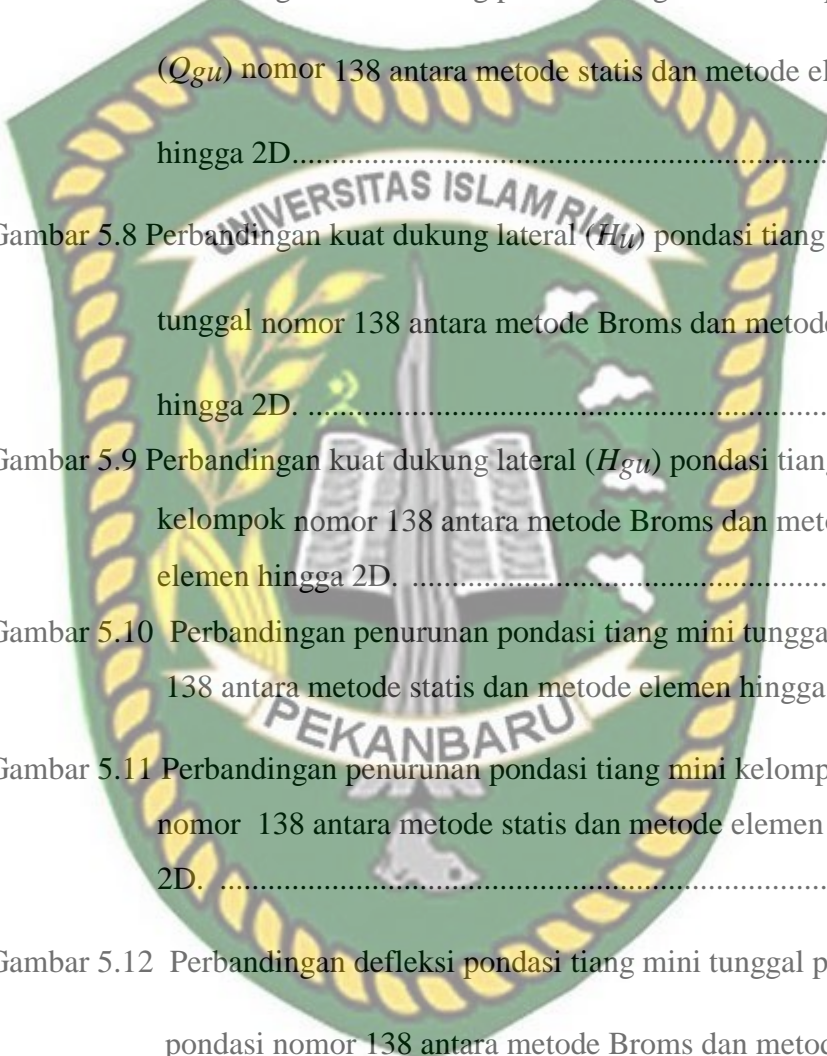 (Qgu) nomor 138 antara metode statis dan metode
hingga 2D.....
UNIVERSITAS ISLAM RIAU
Gambar 5.8 Perbandingan kuat dukung lateral (Hu) pondasi tiang
tunggal nomor 138 antara metode Broms dan metode
hingga 2D. .....
Gambar 5.9 Perbandingan kuat dukung lateral (Hgu) pondasi tiang
kelompok nomor 138 antara metode Broms dan
elemen hingga 2D. .....
Gambar 5.10 Perbandingan penurunan pondasi tiang mini
138 antara metode statis dan metode elemen hingga
PEKANBARU
Gambar 5.11 Perbandingan penurunan pondasi tiang mini
nomor 138 antara metode statis dan metode elemen
2D. .....
Gambar 5.12 Perbandingan defleksi pondasi tiang mini tunggal
pondasi nomor 138 antara metode Broms dan